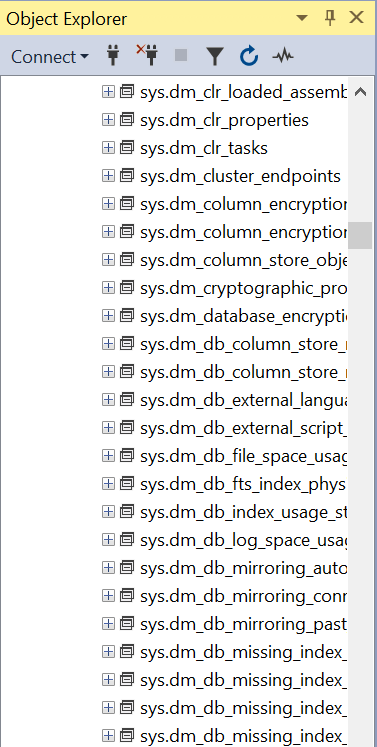 Object Explorer
Connect
sys.dm_clr_loaded_assemb
sys.dm_clr_properties
sys.dm_clr_tasks
sys.dm_cluster_endpoints
sys.dm_column_encryption
sys.dm_column_encryption
sys.dm_column_store_obje
sys.dm_cryptographic_pro
sys.dm_database_encrypti
sys.dm_db_column_store_
sys.dm_db_column_store_
sys.dm_db_external_langua
sys.dm_db_external_script_
sys.dm_db_file_space_usag
sys.dm_db_fts_index_phys
sys.dm_db_index_usage_st
sys.dm_db_log_space_usag
sys.dm_db_mirroring_auto
sys.dm_db_mirroring_conn
sys.dm_db_mirroring_past
sys.dm_db_missing_index_
sys.dm_db_missing_index_
sys.dm_db_missing_index_
sys.dm_db_missing_index_